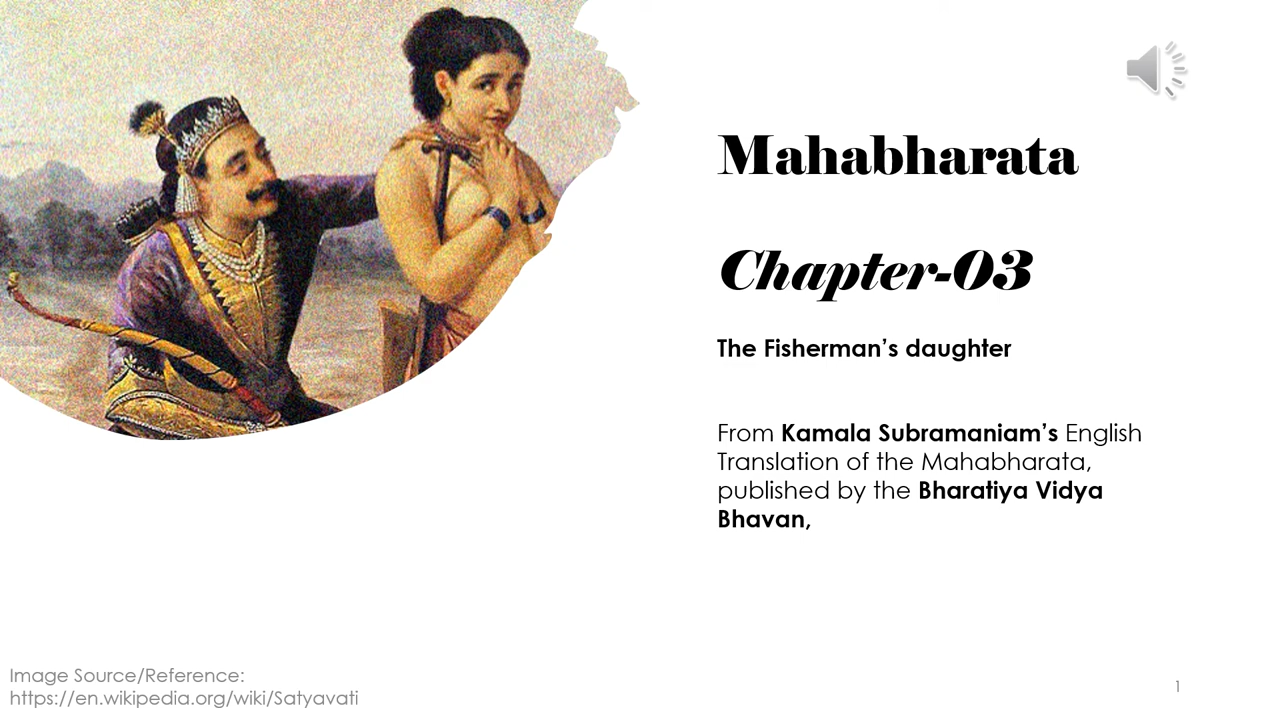 Mahabharata
Chapter-03
The Fisherman’s daughter
From Kamala Subramaniam’s English
Translation of the Mahabharata,
published by the Bharatiya Vidya
Bhavan,
Image Source/Reference:
https://en.wikipedia.org/wiki/Satyavati
1